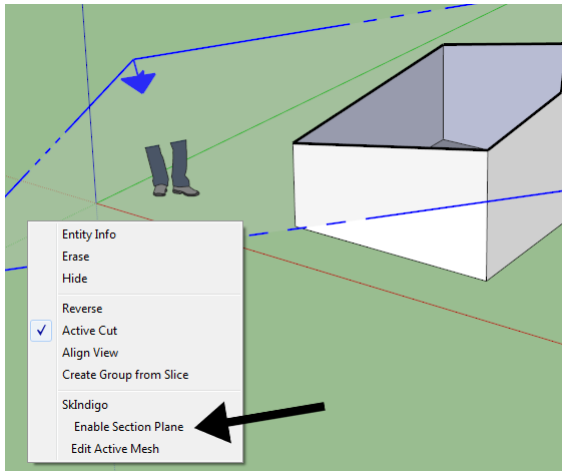 Entity Info
Erase
Hide
Reverse
Active Cut
Align View
Create Group from Slice
SkIndigo
Enable Section Plane
Edit Active Mesh